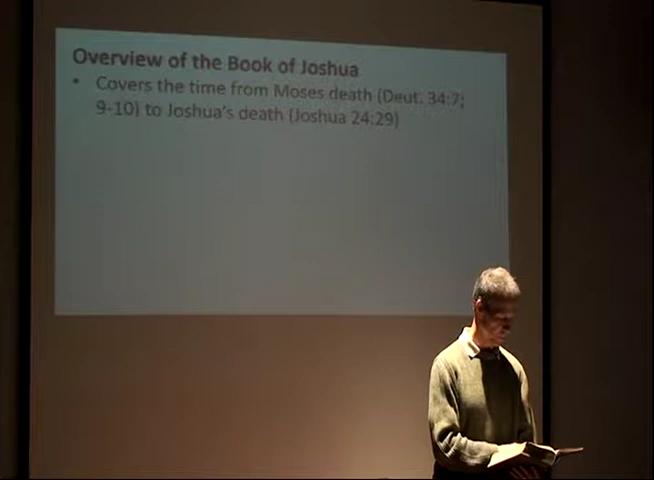 Overview of the Book of Joshua
• Covers the time from Moses death (Deut. 34:7;
9-10) to Joshua's death (Joshua 24:29)